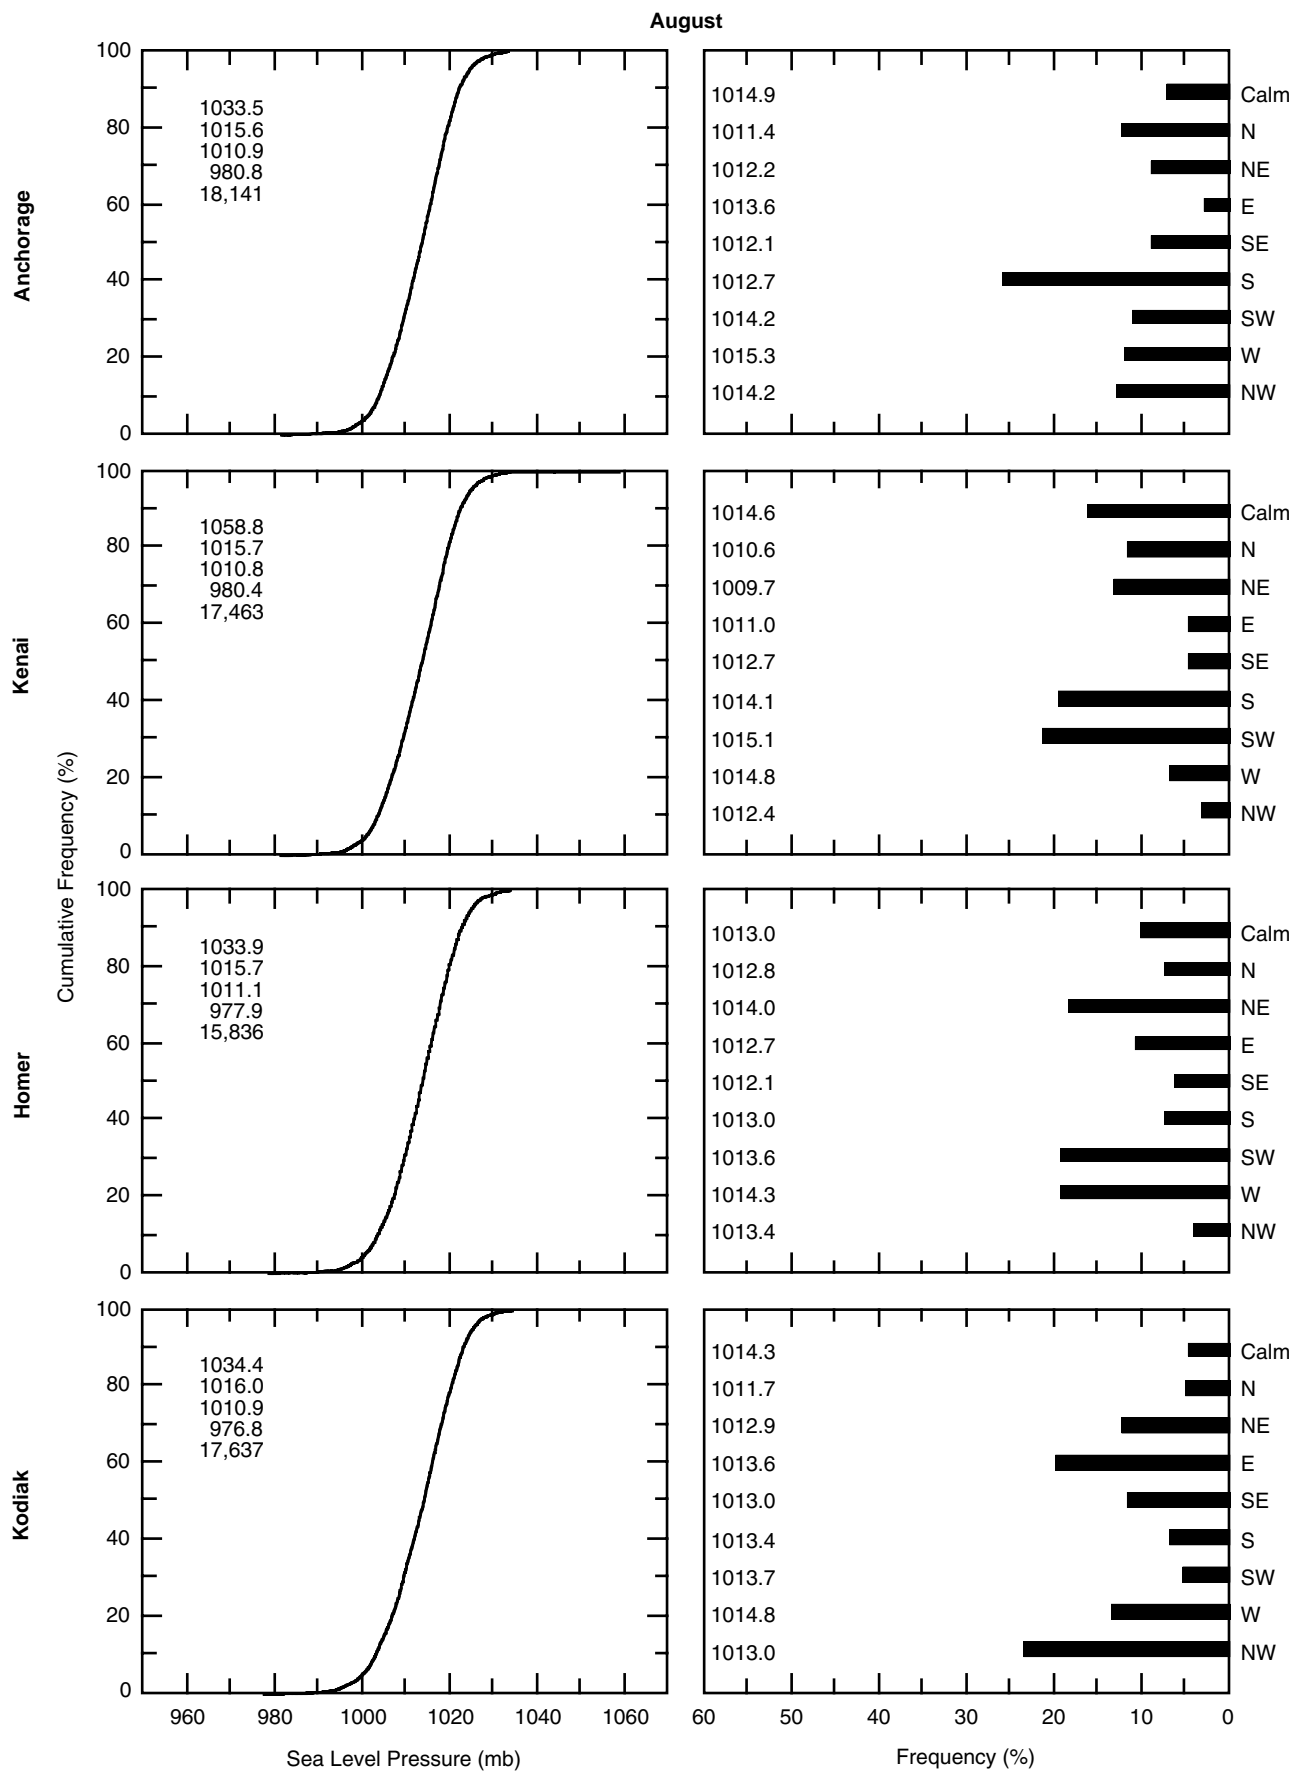 August
Anchorage
100
80
60
40
20
0
1033.5
1015.6
1010.9
980.8
18,141
1014.9 Calm
1011.4 N
1012.2 NE
1013.6 E
1012.1 SE
1012.7 S
1014.2 SW
1015.3 W
1014.2 NW
Kenai
100
80
60
40
20
0
1058.8
1015.7
1010.8
980.4
17,463
1014.6 Calm
1010.6 N
1009.7 NE
1011.0 E
1012.7 SE
1014.1 S
1015.1 SW
1014.8 W
1012.4 NW
Cumulative Frequency (%)
Homer
100
80
60
40
20
0
1033.9
1015.7
1011.1
977.9
15,836
1013.0 Calm
1012.8 N
1014.0 NE
1012.7 E
1012.1 SE
1013.0 S
1013.6 SW
1014.3 W
1013.4 NW
Kodiak
100
80
60
40
20
0
1034.4
1016.0
1010.9
976.8
17,637
1014.3 Calm
1011.7 N
1012.9 NE
1013.6 E
1013.0 SE
1013.4 S
1013.7 SW
1014.8 W
1013.0 NW
960 980 1000 1020 1040 1060
Sea Level Pressure (mb)
60 50 40 30 20 10 0
Frequency (%)